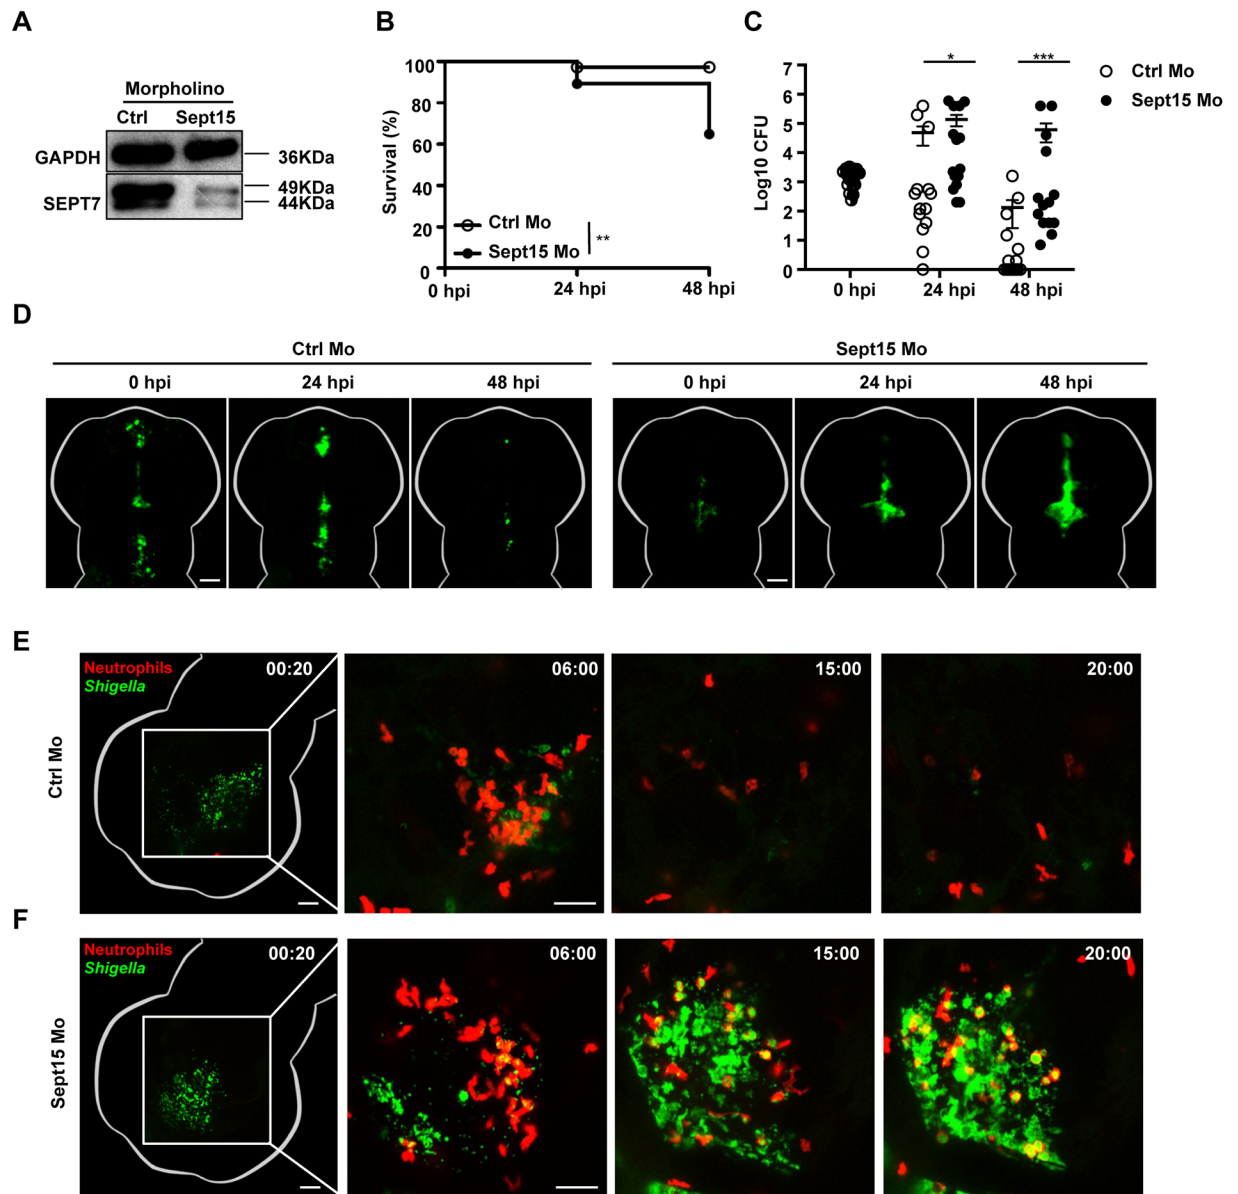 A
Morpholino
Ctrl Sept15
GAPDH
36KDa
SEPT7
49KDa
44KDa
B
Survival (%)
100
80
60
40
20
0
Ctrl Mo
Sept15 Mo
**
0 hpi
24 hpi
48 hpi
C
Log10 CFU
7
6
5
4
3
2
1
0
*
***
0 hpi
24 hpi
48 hpi
Ctrl Mo
Sept15 Mo
D
Ctrl Mo
Sept15 Mo
0 hpi
24 hpi
48 hpi
0 hpi
24 hpi
48 hpi
E
Ctrl Mo
Neutrophils
Shigella
00:20
06:00
15:00
20:00
F
Sept15 Mo
Neutrophils
Shigella
00:20
06:00
15:00
20:00